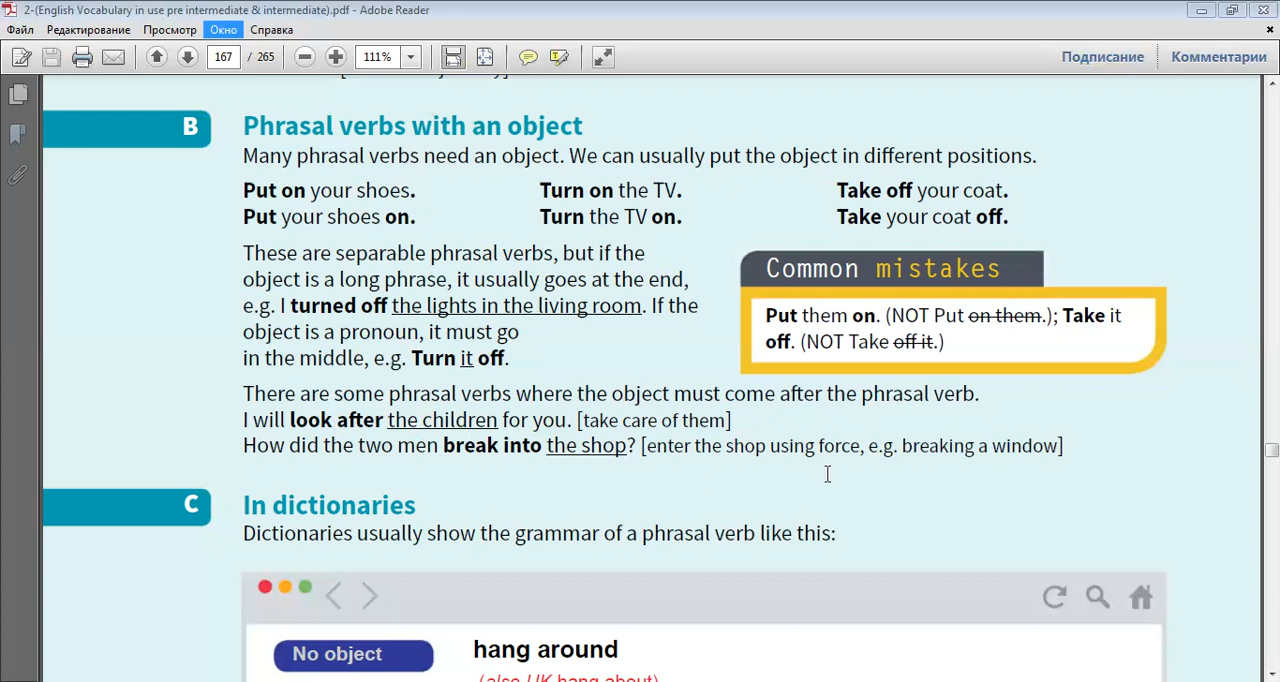 2-(English Vocabulary in use pre intermediate & intermediate).pdf - Adobe Reader
Файл Редактирование Просмотр Окно Справка
167 / 265 111% Подписание Комментарии
B Phrasal verbs with an object
Many phrasal verbs need an object. We can usually put the object in different positions.
Put on your shoes. Turn on the TV. Take off your coat.
Put your shoes on. Turn the TV on. Take your coat off.
These are separable phrasal verbs, but if the
object is a long phrase, it usually goes at the end,
e.g. I turned off the lights in the living room. If the
object is a pronoun, it must go
in the middle, e.g. Turn it off.
Common mistakes
Put them on. (NOT Put on them.); Take it
off. (NOT Take off it.)
There are some phrasal verbs where the object must come after the phrasal verb.
I will look after the children for you. [take care of them]
How did the two men break into the shop? [enter the shop using force, e.g. breaking a window]
C In dictionaries
Dictionaries usually show the grammar of a phrasal verb like this:
No object hang around
(also UK hang about)